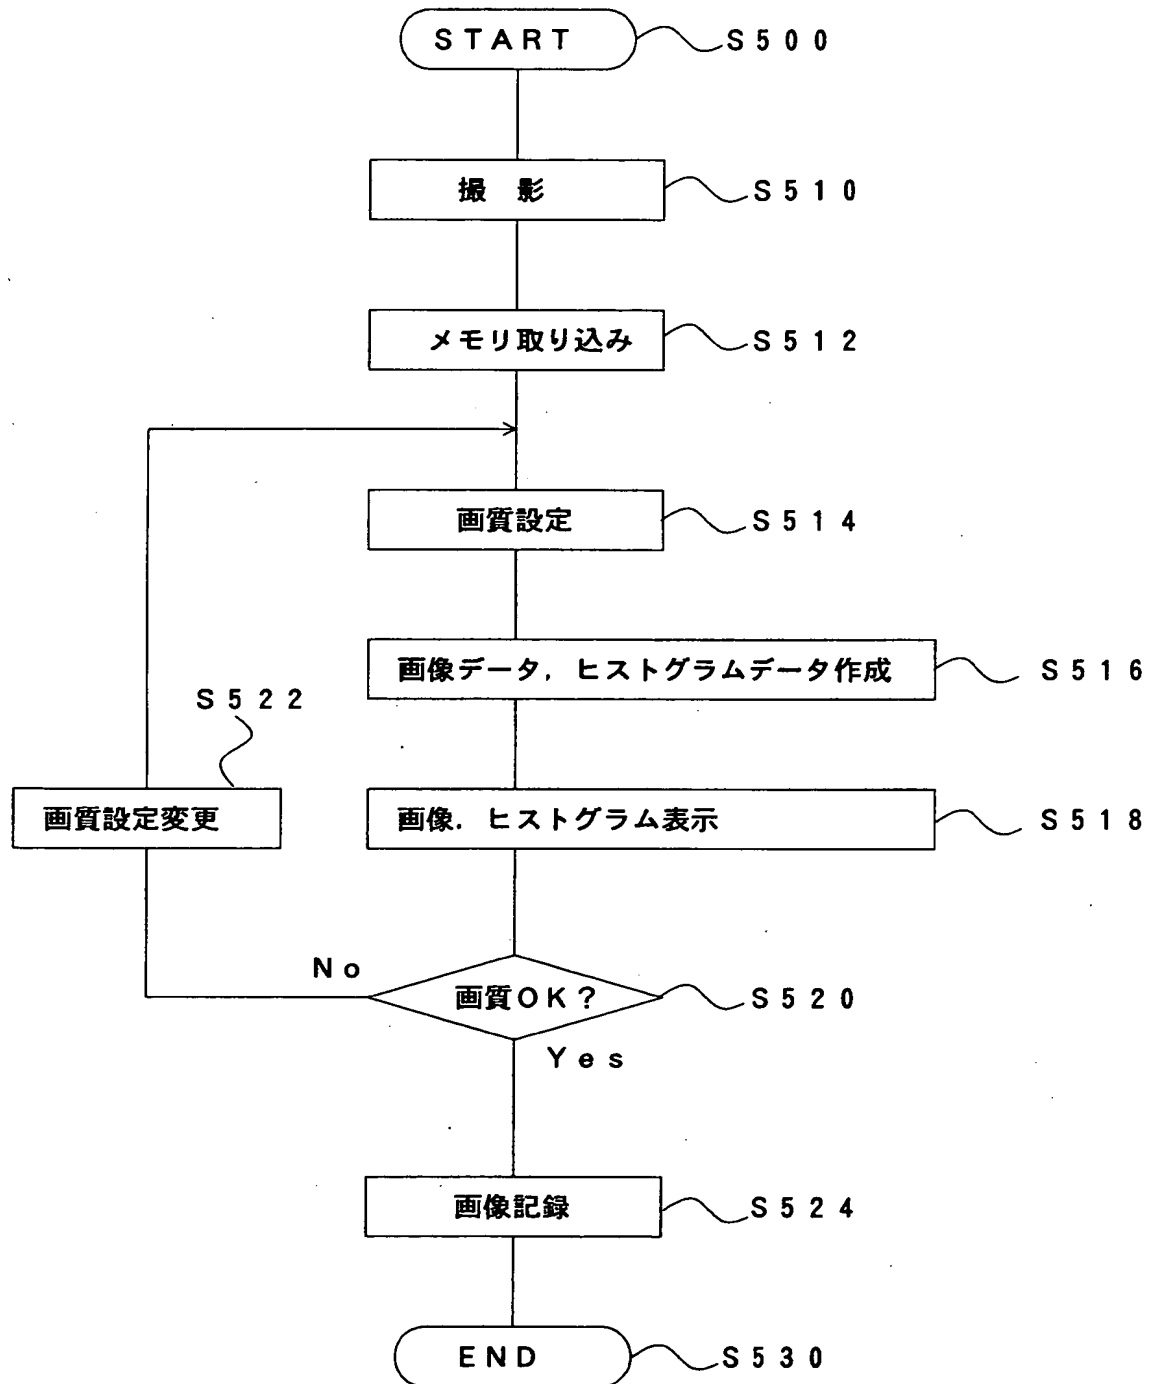 START
S500
撮 影
S510
メモリ取り込み
S512
画質設定
S514
画像データ,ヒストグラムデータ作成
S516
S522
画質設定変更
画像.ヒストグラム表示
S518
No
画質OK?
S520
Yes
画像記録
S524
END
S530